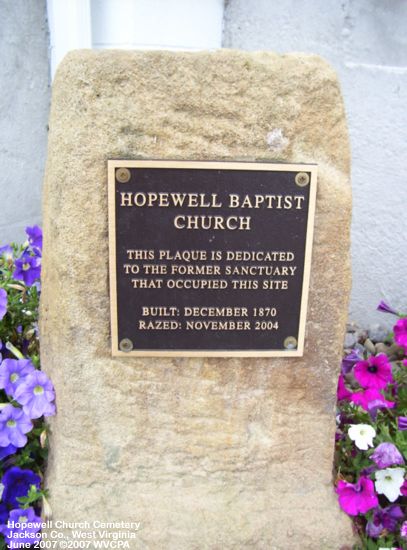 HOPEWELL BAPTIST
CHURCH
THIS PLAQUE IS DEDICATED
TO THE FORMER SANCTUARY
THAT OCCUPIED THIS SITE
BUILT: DECEMBER 1870
RAZED: NOVEMBER 2004
Hopewell Church Cemetery
Jackson Co., West Virginia
June 2007 ©2007 WVCPA